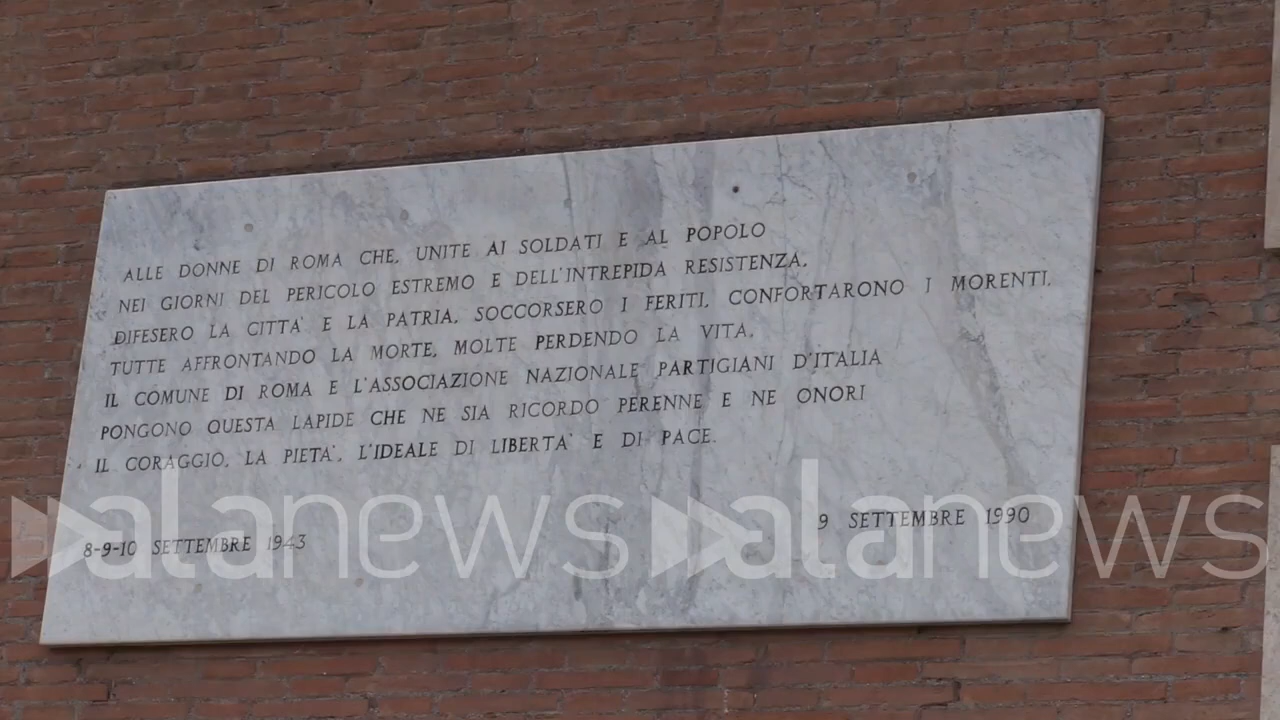 ALLE DONNE DI ROMA CHE, UNITE AI SOLDATI E AL POPOLO
NEI GIORNI DEL PERICOLO ESTREMO E DELL'INTREPIDA RESISTENZA,
DIFESERO LA CITTA' E LA PATRIA, SOCCORSERO I FERITI, CONFORTARONO I MORENTI,
TUTTE AFFRONTANDO LA MORTE, MOLTE PERDENDO LA VITA,
IL COMUNE DI ROMA E L'ASSOCIAZIONE NAZIONALE PARTIGIANI D'ITALIA
PONGONO QUESTA LAPIDE CHE NE SIA RICORDO PERENNE E NE ONORI
IL CORAGGIO, LA PIETA', L'IDEALE DI LIBERTA' E DI PACE.
8-9-10 SETTEMBRE 1943
9 SETTEMBRE 1990
alanews alanews